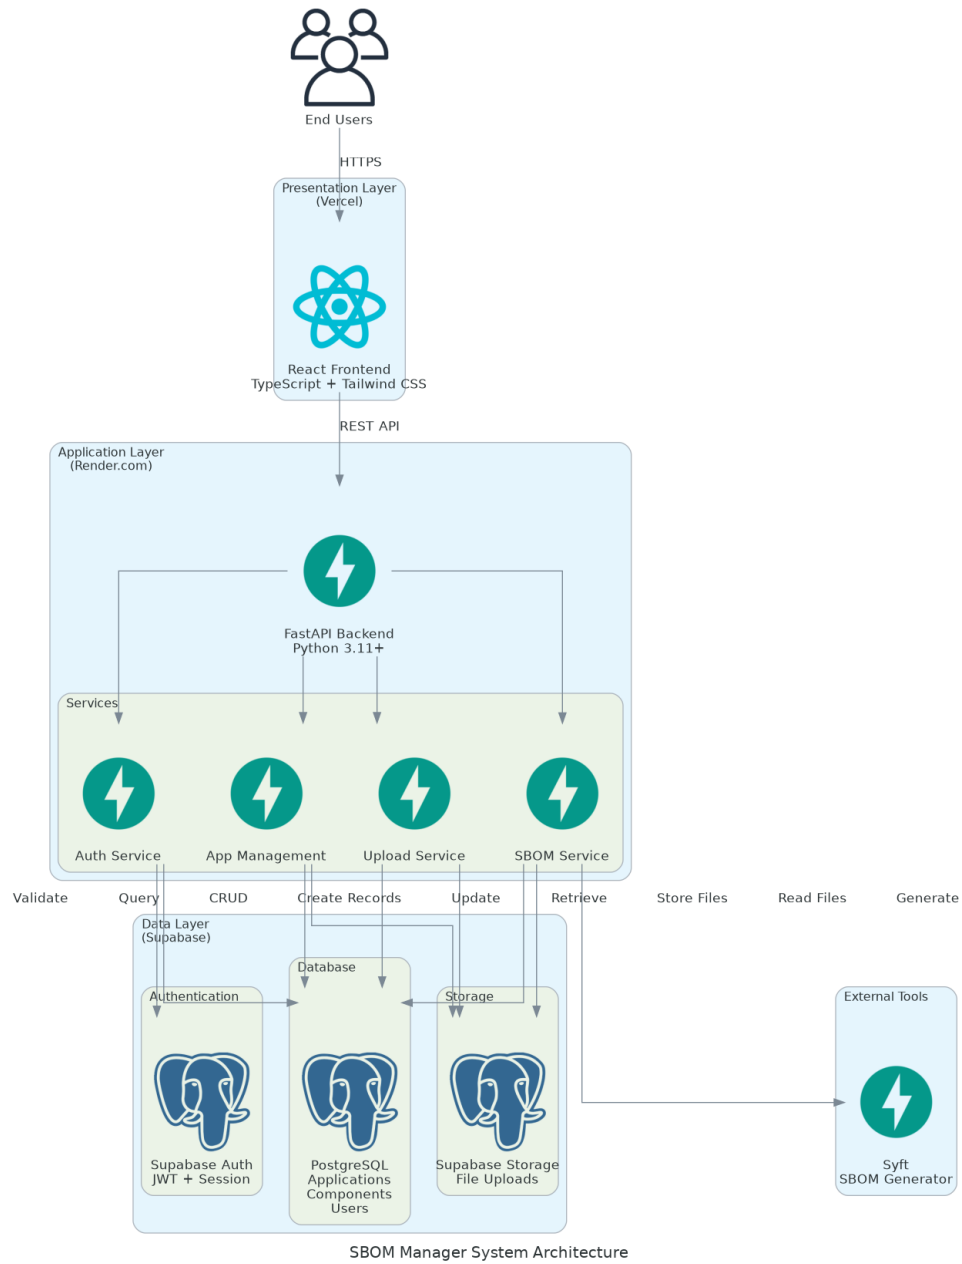 End Users
HTTPS
Presentation Layer
(Vercel)
React Frontend
TypeScript + Tailwind CSS
REST API
Application Layer
(Render.com)
FastAPI Backend
Python 3.11+
Services
Auth Service
App Management
Upload Service
SBOM Service
Validate
Query
CRUD
Create Records
Update
Retrieve
Store Files
Read Files
Generate
Data Layer
(Supabase)
Database
Authentication
Storage
External Tools
Supabase Auth
JWT + Session
PostgreSQL
Applications
Components
Users
Supabase Storage
File Uploads
Syft
SBOM Generator
SBOM Manager System Architecture